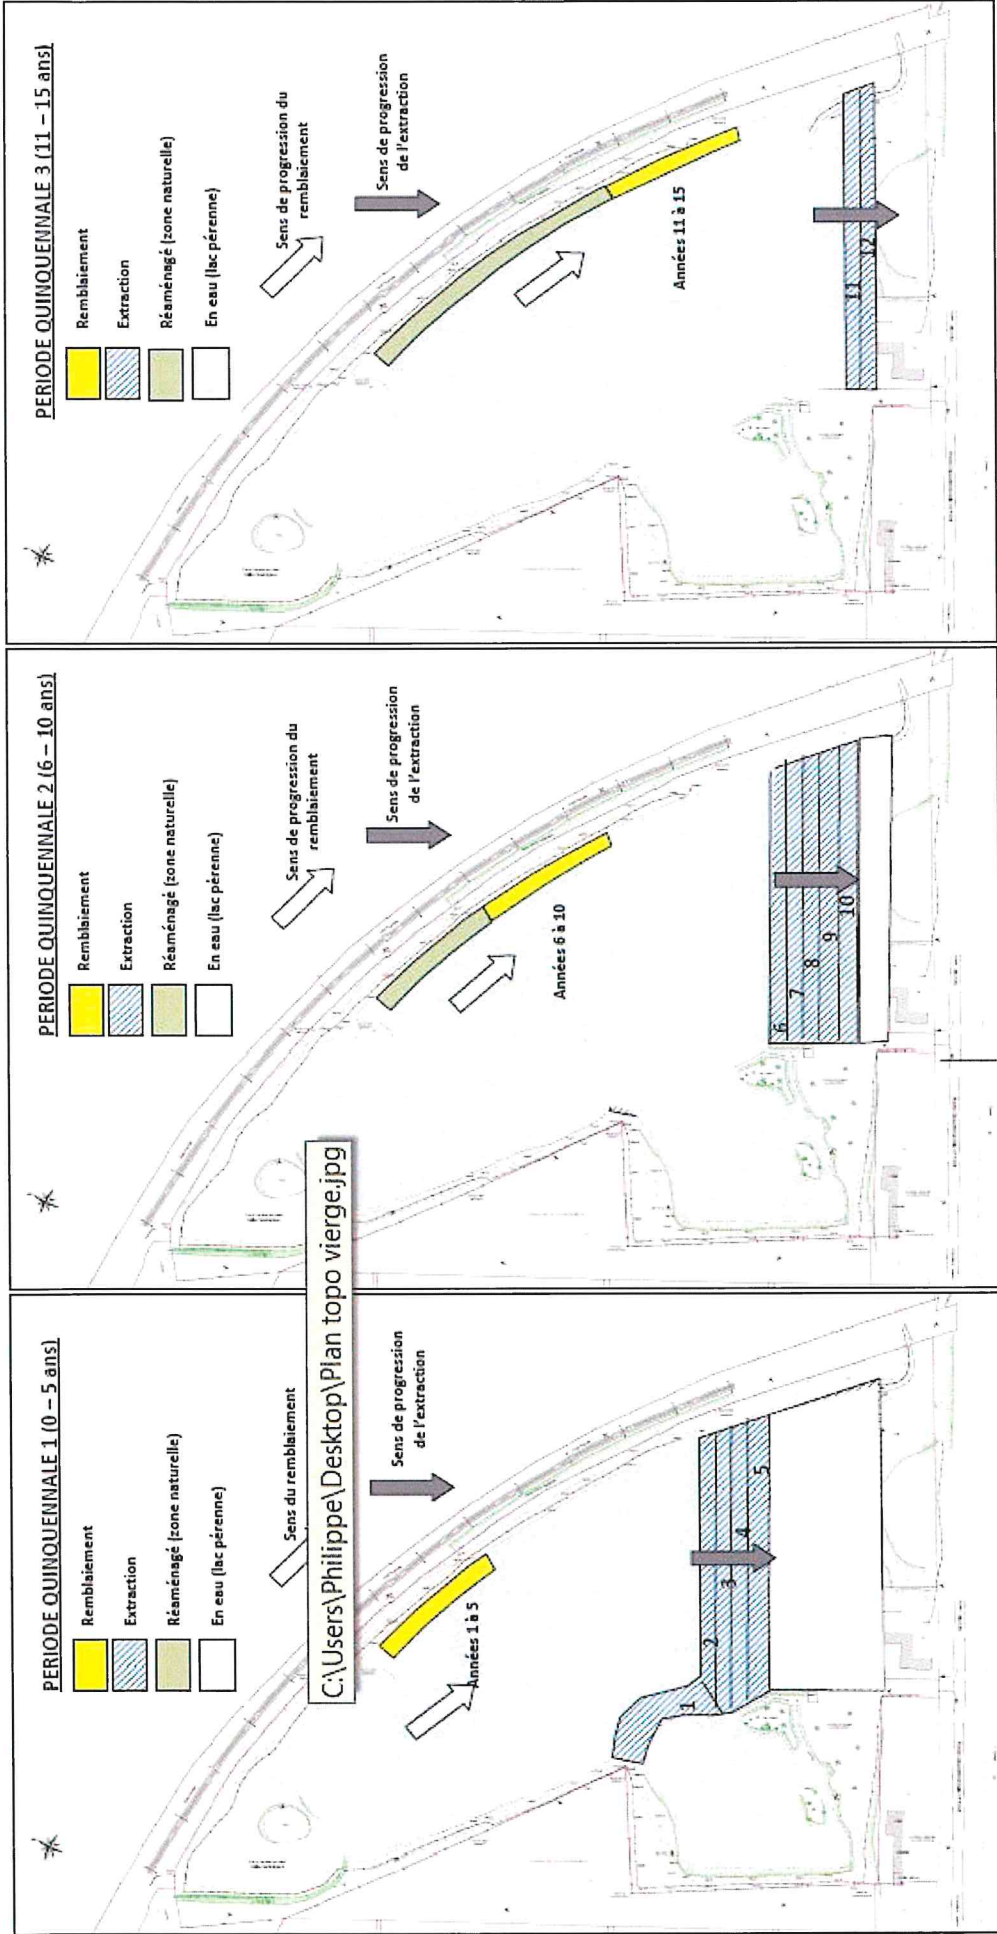 PERIODE QUINQUENNALE 1 (0 – 5 ans)
Remblaiement
Extraction
Réaménagé (zone naturelle)
En eau (lac pérenne)
Sens du remblaiement
Sens de progression
de l'extraction
C:\Users\Philippe\Desktop\Plan topo vierge.jpg
Années 1 à 5
1
2
3
4
5
PERIODE QUINQUENNALE 2 (6 – 10 ans)
Remblaiement
Extraction
Réaménagé (zone naturelle)
En eau (lac pérenne)
Sens de progression du
remblaiement
Sens de progression
de l'extraction
Années 6 à 10
6
7
8
9
10
PERIODE QUINQUENNALE 3 (11 – 15 ans)
Remblaiement
Extraction
Réaménagé (zone naturelle)
En eau (lac pérenne)
Sens de progression du
remblaiement
Sens de progression
de l'extraction
Années 11 à 15
11
12